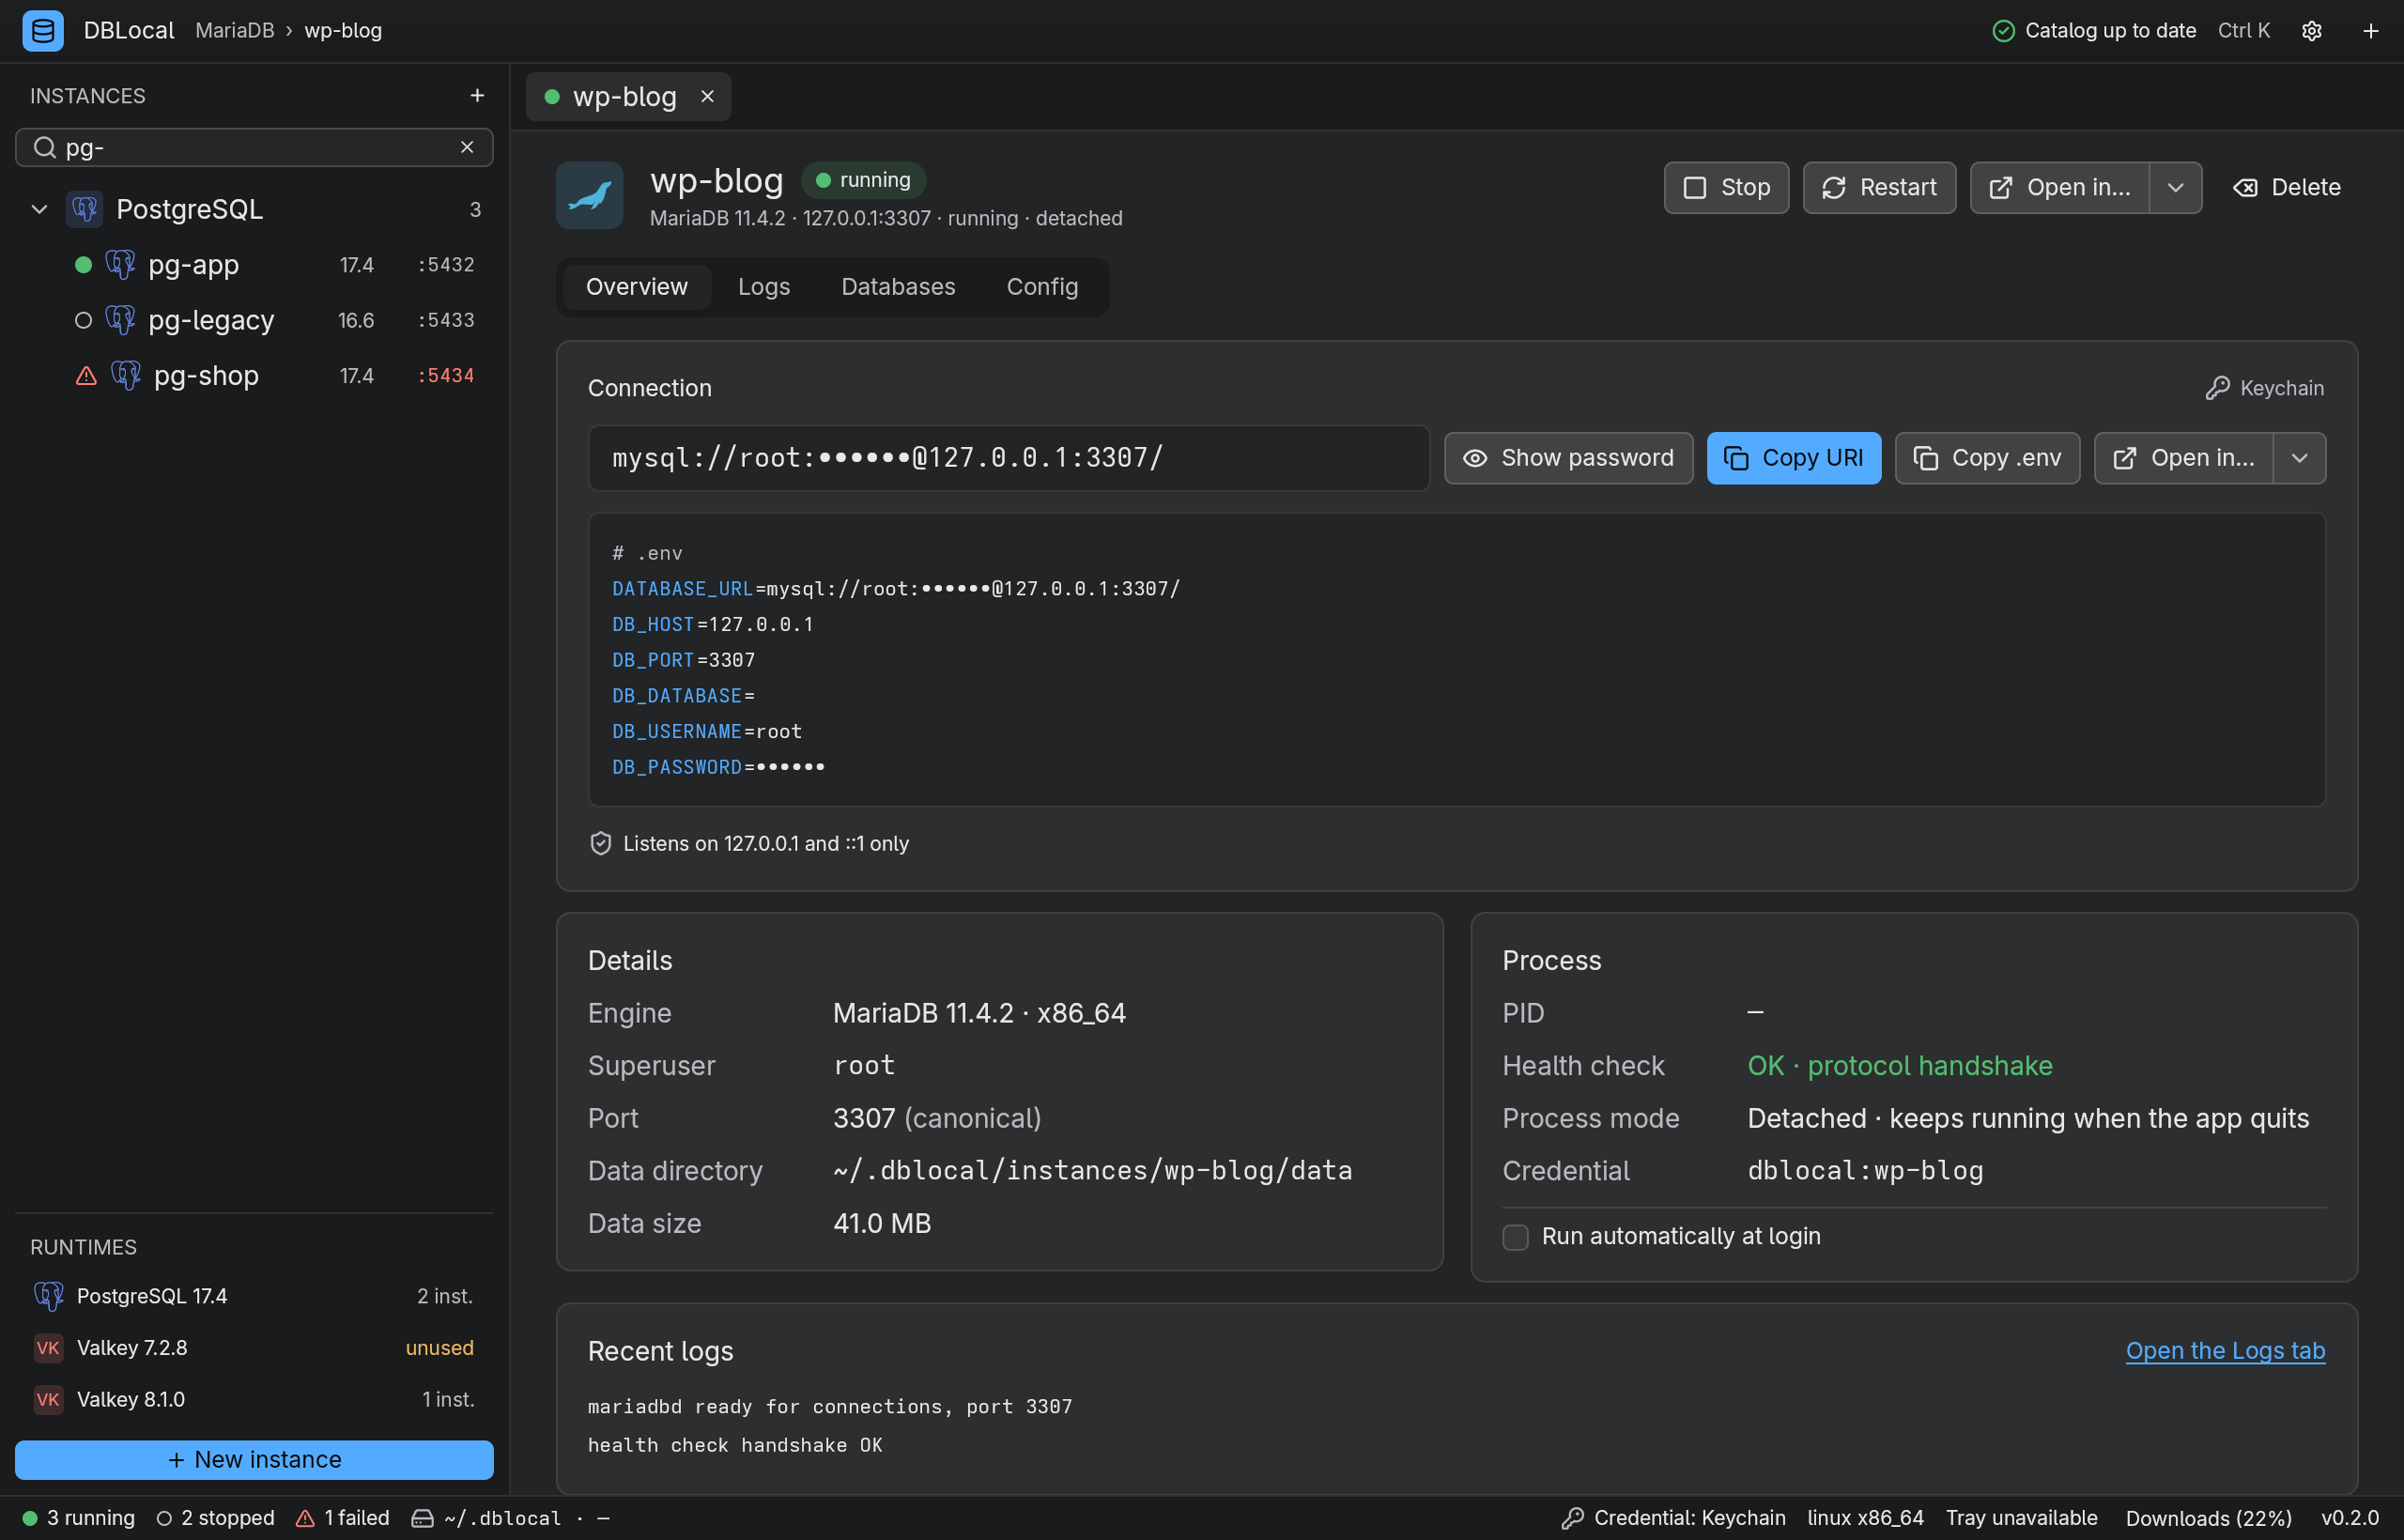 DBLocal MariaDB › wp-blog
Catalog up to date Ctrl K
INSTANCES
pg-
PostgreSQL 3
pg-app 17.4 :5432
pg-legacy 16.6 :5433
pg-shop 17.4 :5434
RUNTIMES
PostgreSQL 17.4 2 inst.
VK Valkey 7.2.8 unused
VK Valkey 8.1.0 1 inst.
+ New instance
wp-blog
wp-blog running
MariaDB 11.4.2 · 127.0.0.1:3307 · running · detached
Stop Restart Open in... Delete
Overview Logs Databases Config
Connection Keychain
mysql://root:••••••@127.0.0.1:3307/
Show password Copy URI Copy .env Open in...
# .env
DATABASE_URL=mysql://root:••••••@127.0.0.1:3307/
DB_HOST=127.0.0.1
DB_PORT=3307
DB_DATABASE=
DB_USERNAME=root
DB_PASSWORD=••••••
Listens on 127.0.0.1 and ::1 only
Details
Engine MariaDB 11.4.2 · x86_64
Superuser root
Port 3307 (canonical)
Data directory ~/.dblocal/instances/wp-blog/data
Data size 41.0 MB
Process
PID —
Health check OK · protocol handshake
Process mode Detached · keeps running when the app quits
Credential dblocal:wp-blog
Run automatically at login
Recent logs Open the Logs tab
mariadbd ready for connections, port 3307
health check handshake OK
3 running 2 stopped 1 failed ~/.dblocal · —
Credential: Keychain linux x86_64 Tray unavailable Downloads (22%) v0.2.0